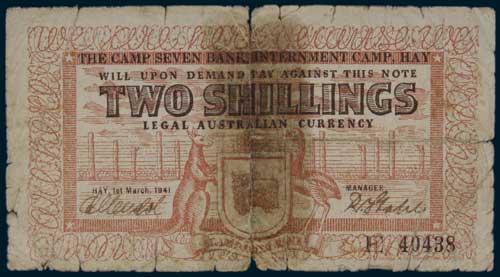 THE CAMP SEVEN BANK, INTERNMENT CAMP, HAY
WILL UPON DEMAND PAY AGAINST THIS NOTE
TWO SHILLINGS
LEGAL AUSTRALIAN CURRENCY
HAY, 1st March, 1941
MANAGER
40438